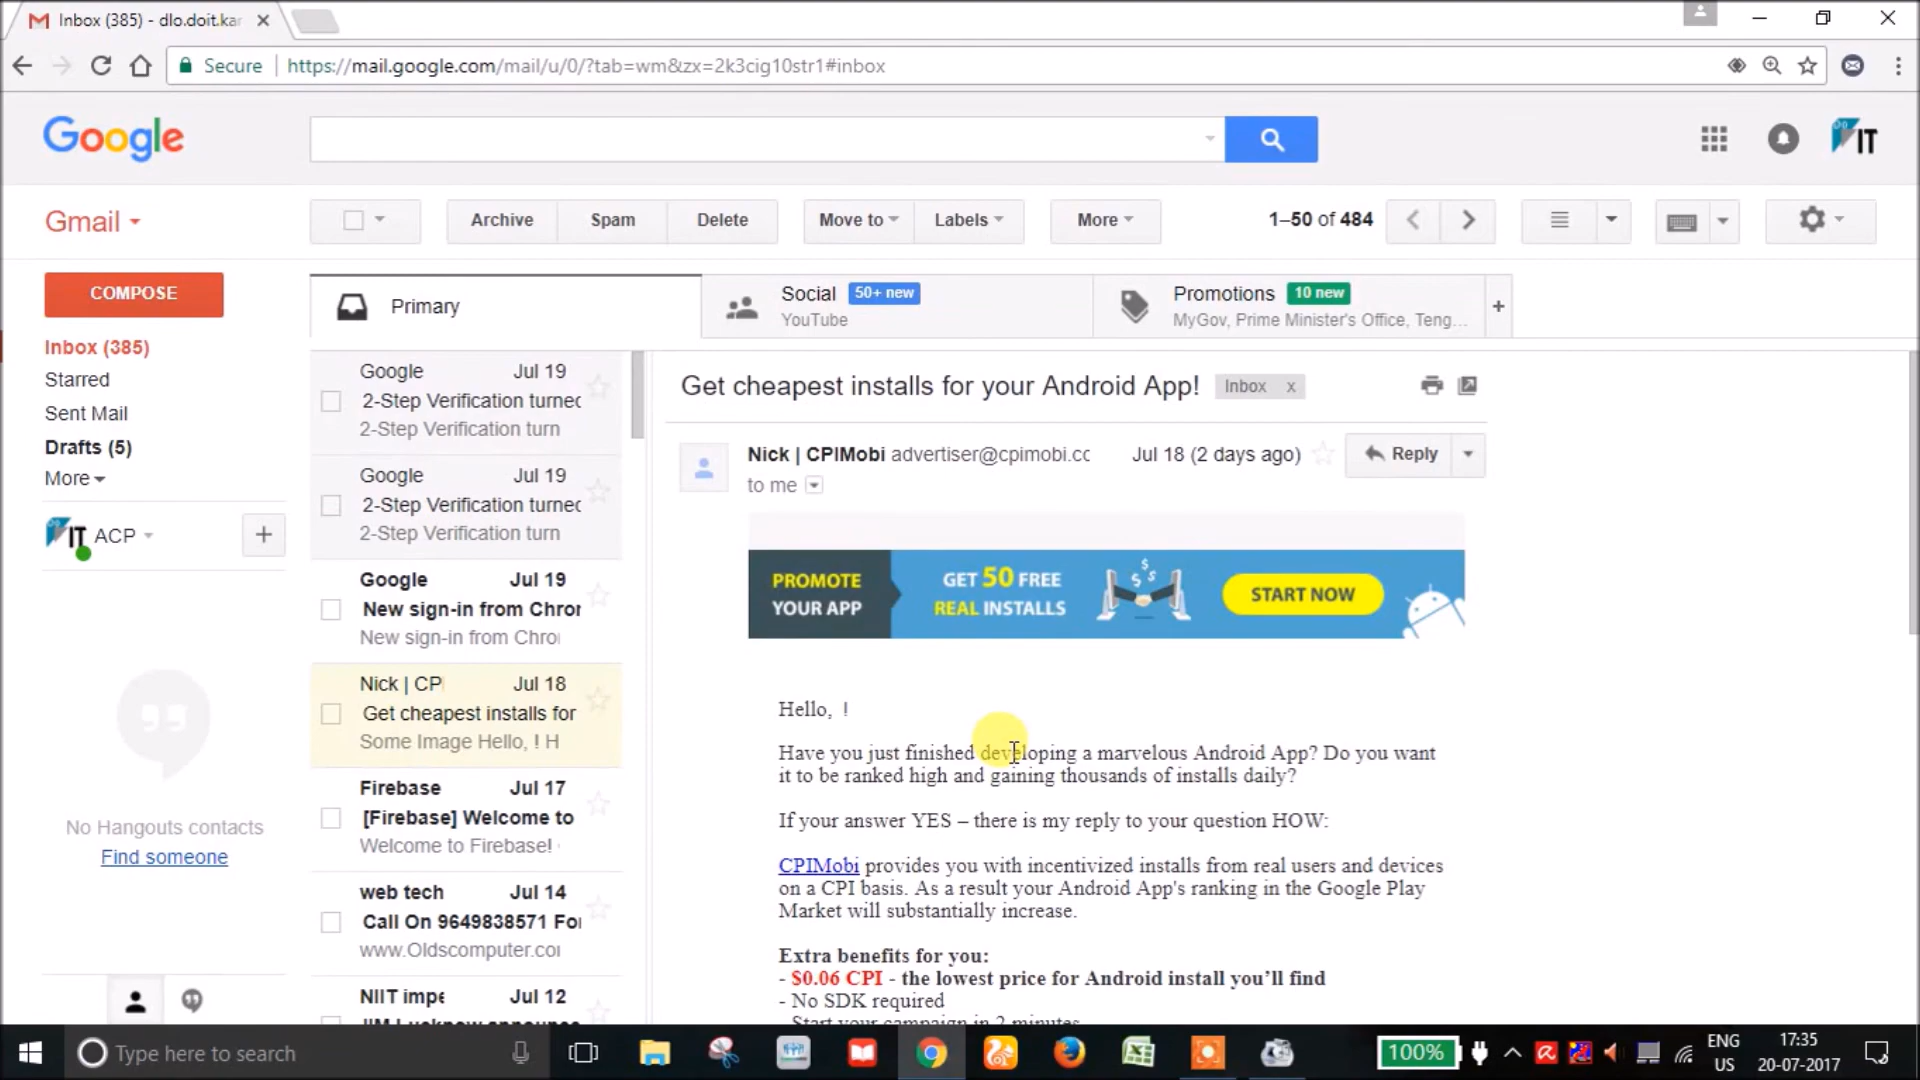 Inbox (385) - dlo.doit.kar
Secure
https://mail.google.com/mail/u/0/?tab=wm&zx=2k3cig10str1#inbox
Google
IT
Gmail
Archive
Spam
Delete
Move to
Labels
More
1–50 of 484
COMPOSE
Inbox (385)
Starred
Sent Mail
Drafts (5)
More
IT ACP
No Hangouts contacts
Find someone
Primary
Social 50+ new
YouTube
Promotions 10 new
MyGov, Prime Minister's Office, Teng...
+
Google Jul 19
2-Step Verification turned
2-Step Verification turn
Google Jul 19
2-Step Verification turned
2-Step Verification turn
Google Jul 19
New sign-in from Chror
New sign-in from Chro
Nick | CP Jul 18
Get cheapest installs for
Some Image Hello, ! H
Firebase Jul 17
[Firebase] Welcome to
Welcome to Firebase!
web tech Jul 14
Call On 9649838571 Fo
www.Oldscomputer.co
NIIT impe Jul 12
Get cheapest installs for your Android App!
Inbox x
Nick | CPIMobi advertiser@cpimobi.cc
Jul 18 (2 days ago)
Reply
to me
PROMOTE
YOUR APP
GET 50 FREE
REAL INSTALLS
START NOW
Hello, !
Have you just finished developing a marvelous Android App? Do you want
it to be ranked high and gaining thousands of installs daily?
If your answer YES – there is my reply to your question HOW:
CPIMobi provides you with incentivized installs from real users and devices
on a CPI basis. As a result your Android App's ranking in the Google Play
Market will substantially increase.
Extra benefits for you:
- $0.06 CPI - the lowest price for Android install you’ll find
- No SDK required
- Start your campaign in 2 minutes
Type here to search
100%
ENG
US
17:35
20-07-2017